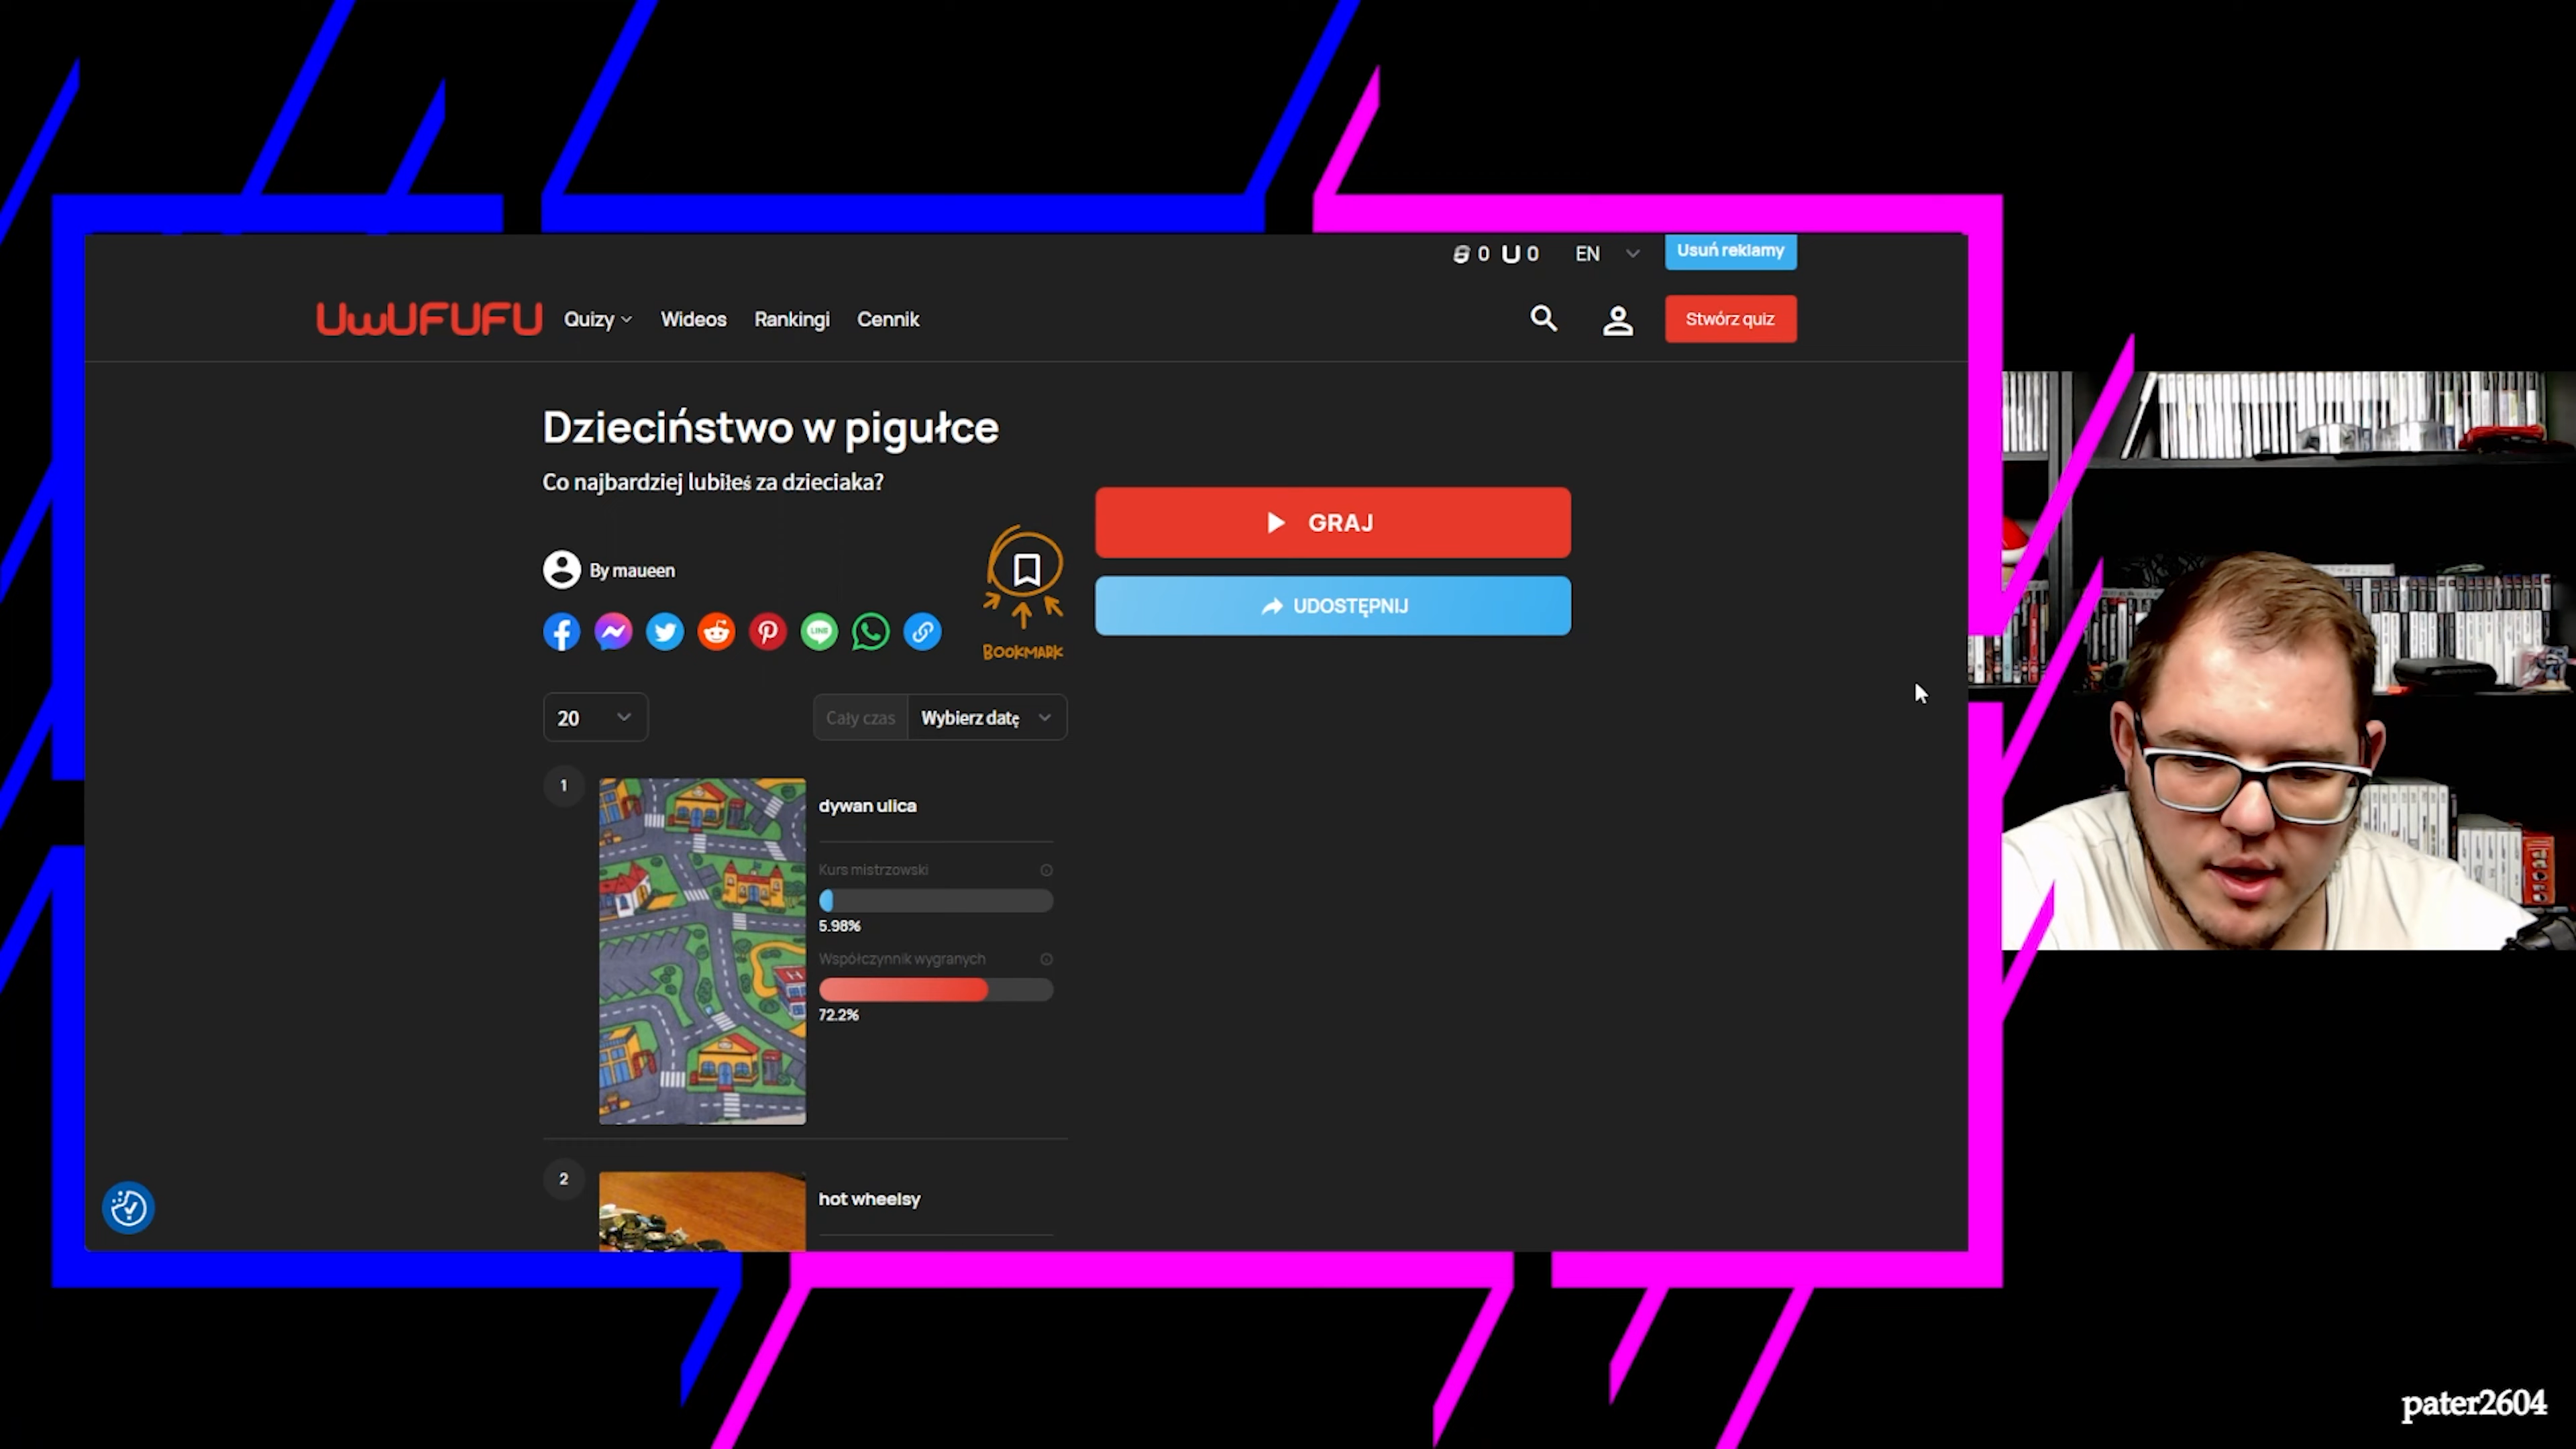 0 U 0 EN Usuń reklamy
UwUFUFU Quizy Wideos Rankingi Cennik Stwórz quiz
Dzieciństwo w pigułce
Co najbardziej lubiłeś za dzieciaka?
GRAJ
By maueen
UDOSTĘPNIJ
LINE
BOOKMARK
20 Cały czas Wybierz datę
1
dywan ulica
Kurs mistrzowski
5.98%
Współczynnik wygranych
72.2%
2
hot wheelsy
pater2604